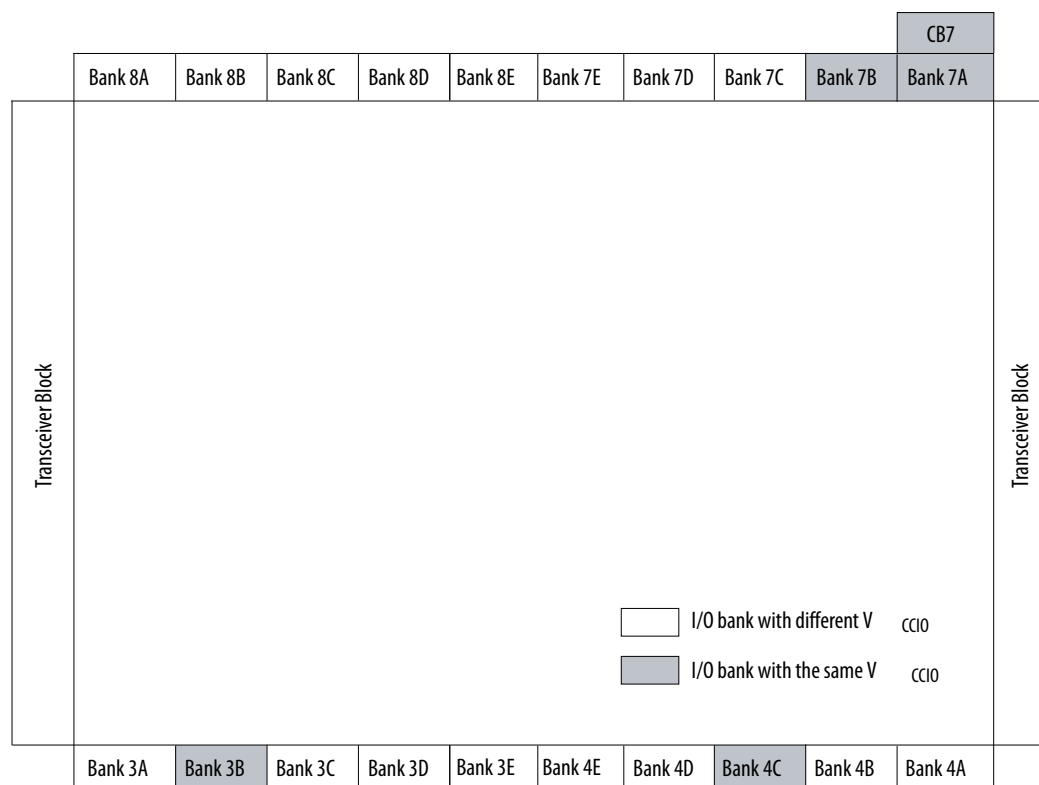 CB7
Bank 8A Bank 8B Bank 8C Bank 8D Bank 8E Bank 7E Bank 7D Bank 7C Bank 7B Bank 7A
Transceiver Block
Transceiver Block
I/O bank with different V CCIO
I/O bank with the same V CCIO
Bank 3A Bank 3B Bank 3C Bank 3D Bank 3E Bank 4E Bank 4D Bank 4C Bank 4B Bank 4A